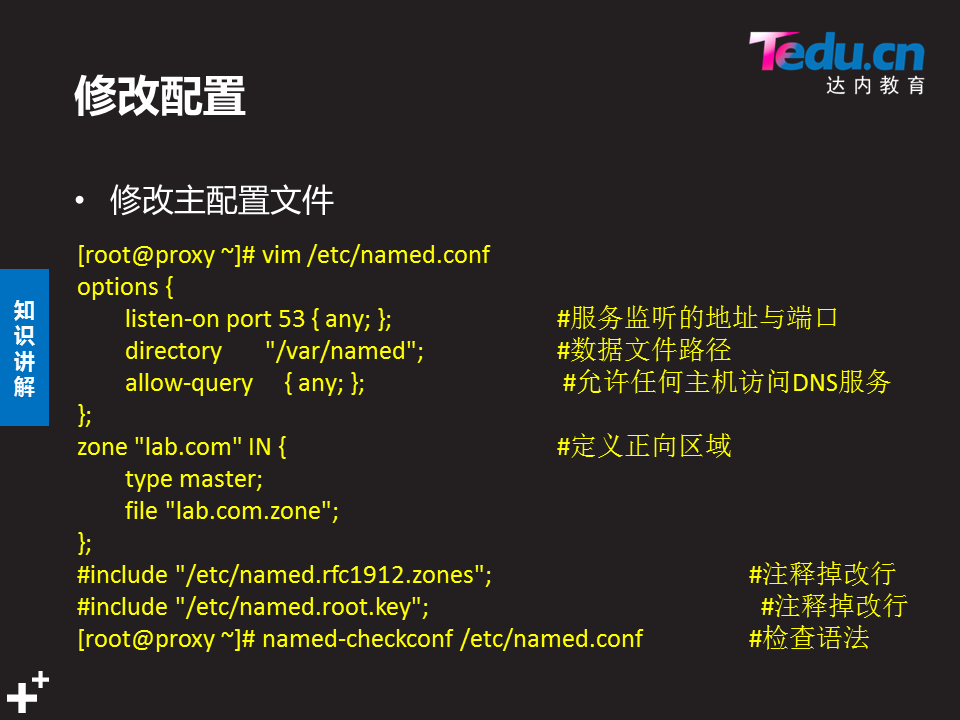 Tedu.cn
达内教育
修改配置
• 修改主配置文件
[root@proxy ~]# vim /etc/named.conf
options {
listen-on port 53 { any; }; #服务监听的地址与端口
directory "/var/named"; #数据文件路径
allow-query { any; }; #允许任何主机访问DNS服务
};
zone "lab.com" IN { #定义正向区域
type master;
file "lab.com.zone";
};
#include "/etc/named.rfc1912.zones"; #注释掉改行
#include "/etc/named.root.key"; #注释掉改行
[root@proxy ~]# named-checkconf /etc/named.conf #检查语法
知识讲解